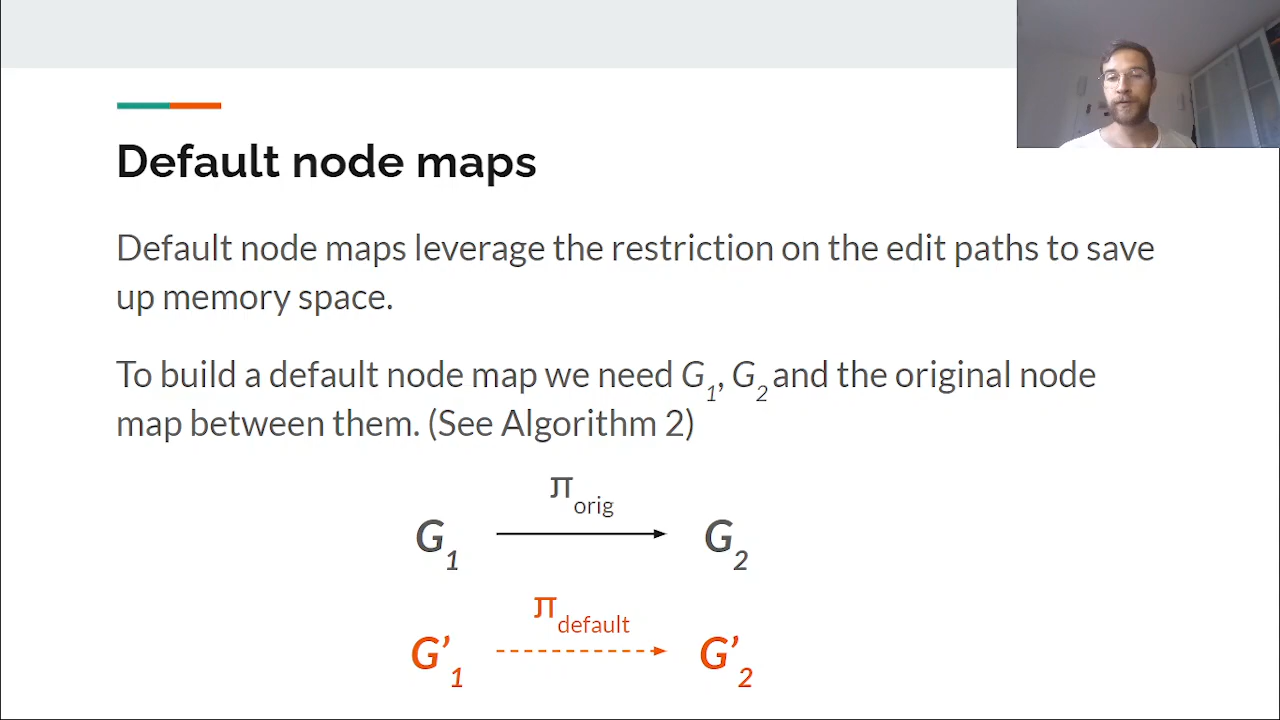 Default node maps
Default node maps leverage the restriction on the edit paths to save
up memory space.
To build a default node map we need G1, G2 and the original node
map between them. (See Algorithm 2)
πorig
G1 G2
πdefault
G’1 G’2